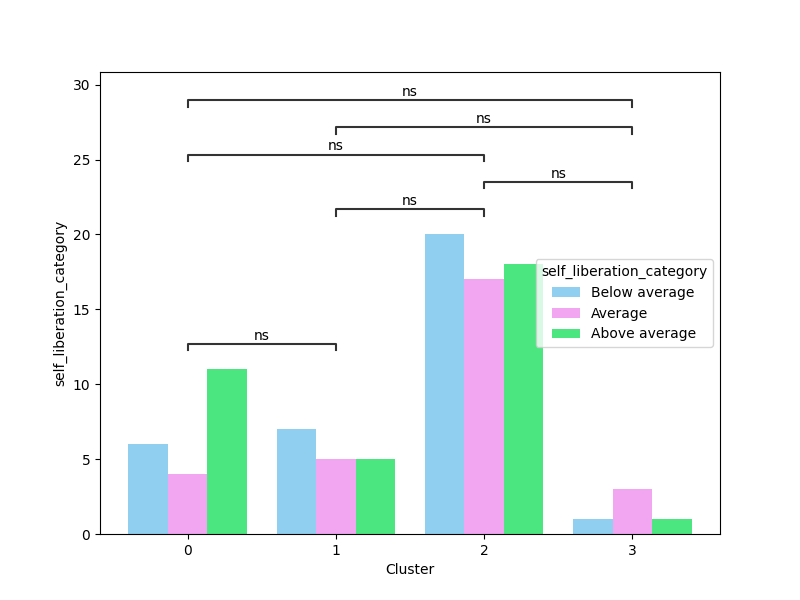 30
25
20
15
10
5
0
self_liberation_category
ns
ns
ns
ns
ns
ns
self_liberation_category
Below average
Average
Above average
0 1 2 3
Cluster